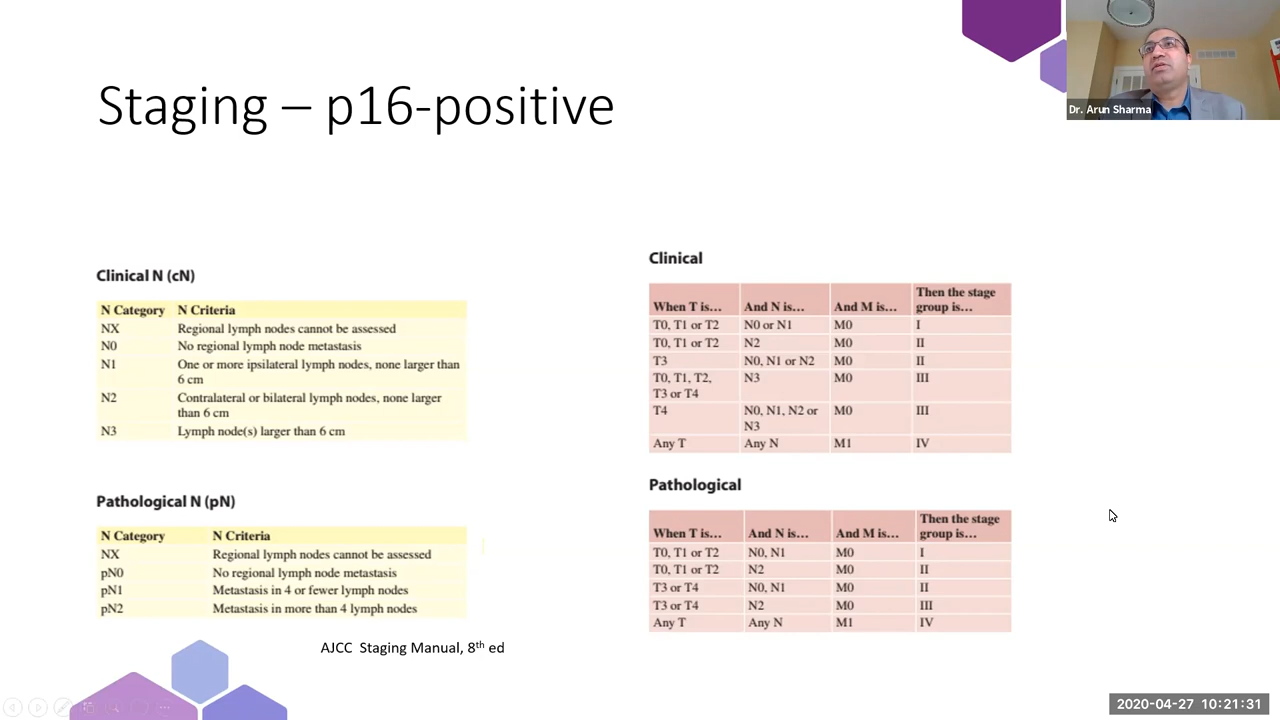 Staging – p16-positive
Dr. Arun Sharma
Clinical N (cN)
N Category N Criteria
NX Regional lymph nodes cannot be assessed
N0 No regional lymph node metastasis
N1 One or more ipsilateral lymph nodes, none larger than
6 cm
N2 Contralateral or bilateral lymph nodes, none larger
than 6 cm
N3 Lymph node(s) larger than 6 cm
Pathological N (pN)
N Category N Criteria
NX Regional lymph nodes cannot be assessed
pN0 No regional lymph node metastasis
pN1 Metastasis in 4 or fewer lymph nodes
pN2 Metastasis in more than 4 lymph nodes
AJCC Staging Manual, 8th ed
Clinical
When T is… And N is… And M is… Then the stage
group is…
T0, T1 or T2 N0 or N1 M0 I
T0, T1 or T2 N2 M0 II
T3 N0, N1 or N2 M0 II
T0, T1, T2, N3 M0 III
T3 or T4
T4 N0, N1, N2 or M0 III
N3
Any T Any N M1 IV
Pathological
When T is… And N is… And M is… Then the stage
group is…
T0, T1 or T2 N0, N1 M0 I
T0, T1 or T2 N2 M0 II
T3 or T4 N0, N1 M0 II
T3 or T4 N2 M0 III
Any T Any N M1 IV
2020-04-27 10:21:31